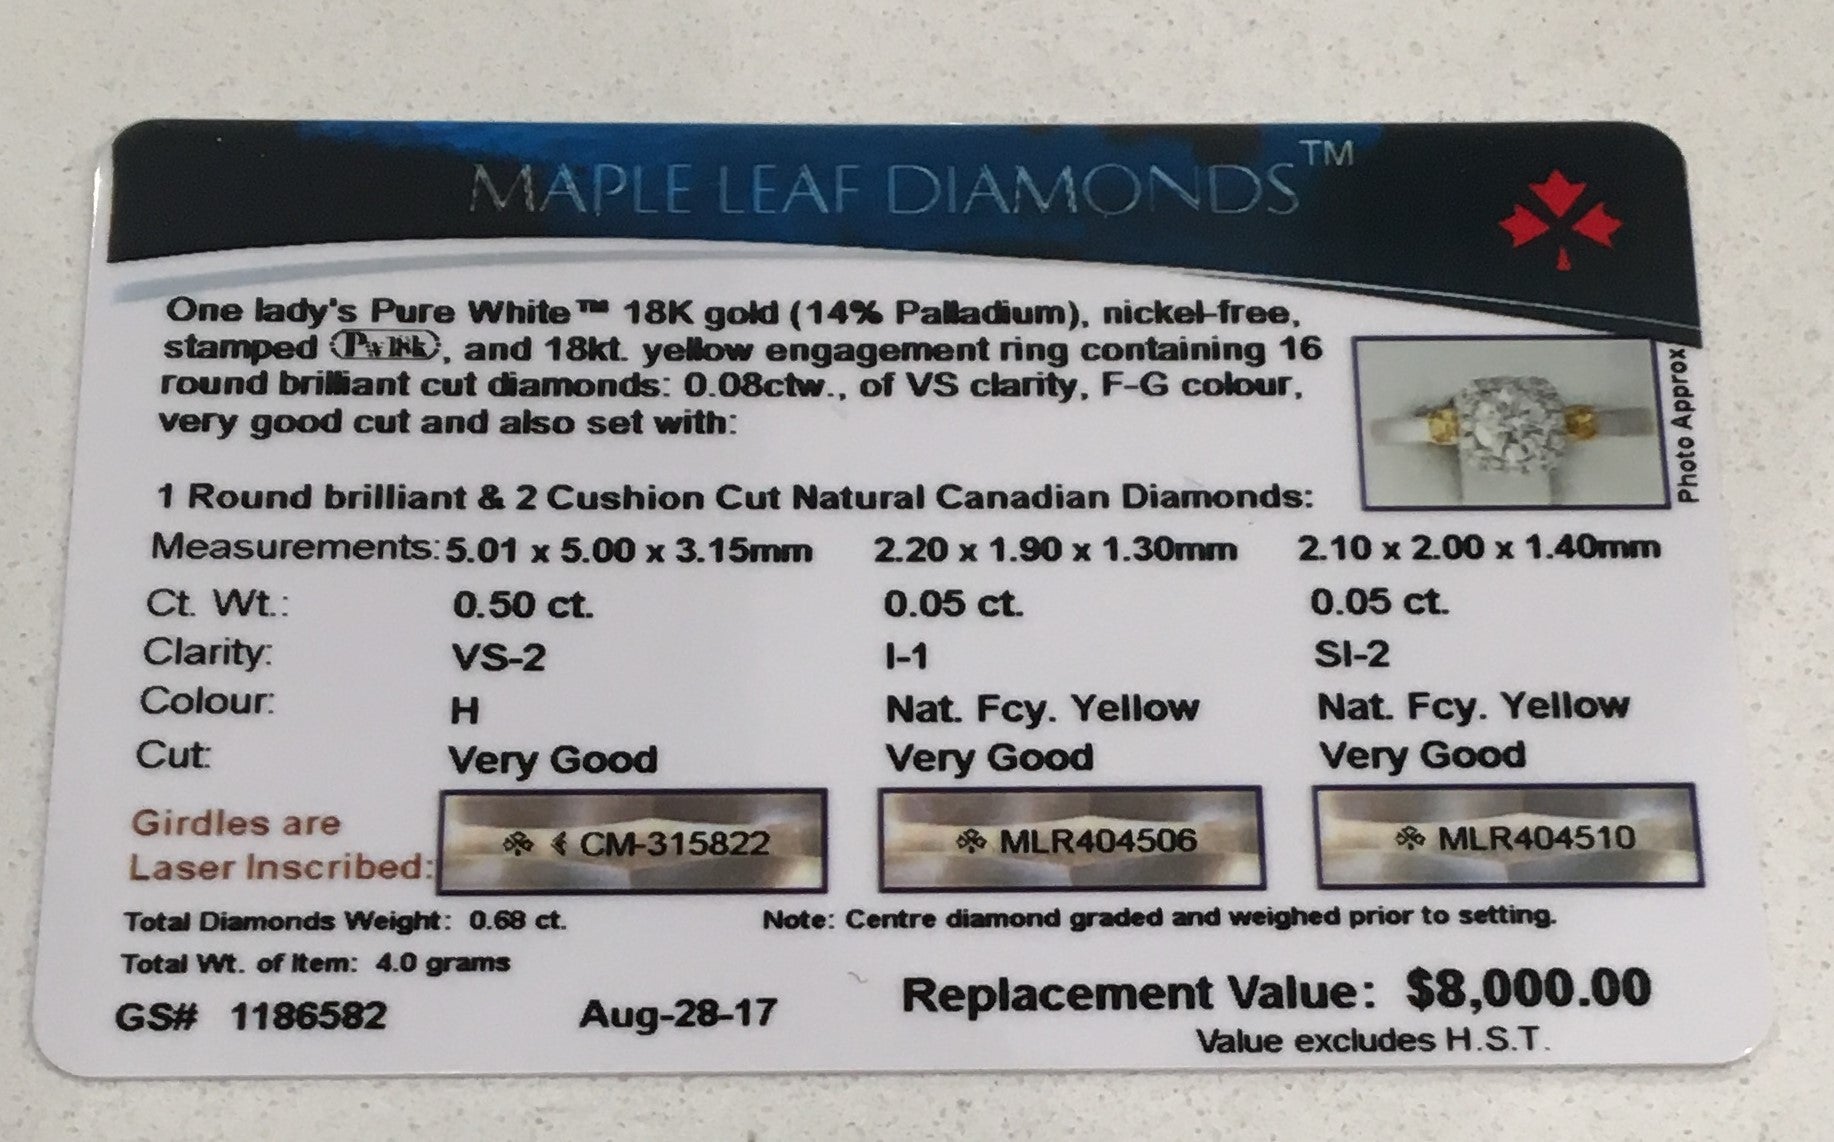 MAPLE LEAF DIAMONDS™
One lady's Pure White™ 18K gold (14% Palladium), nickel-free,
stamped PW 18k, and 18kt. yellow engagement ring containing 16
round brilliant cut diamonds: 0.08ctw., of VS clarity, F-G colour,
very good cut and also set with:
Photo Approx
1 Round brilliant & 2 Cushion Cut Natural Canadian Diamonds:
Measurements: 5.01 x 5.00 x 3.15mm 2.20 x 1.90 x 1.30mm 2.10 x 2.00 x 1.40mm
Ct. Wt.: 0.50 ct. 0.05 ct. 0.05 ct.
Clarity: VS-2 I-1 SI-2
Colour: H Nat. Fcy. Yellow Nat. Fcy. Yellow
Cut: Very Good Very Good Very Good
Girdles are
Laser Inscribed: CM-315822 MLR404506 MLR404510
Total Diamonds Weight: 0.68 ct. Note: Centre diamond graded and weighed prior to setting.
Total Wt. of Item: 4.0 grams
GS# 1186582 Aug-28-17 Replacement Value: $8,000.00
Value excludes H.S.T.